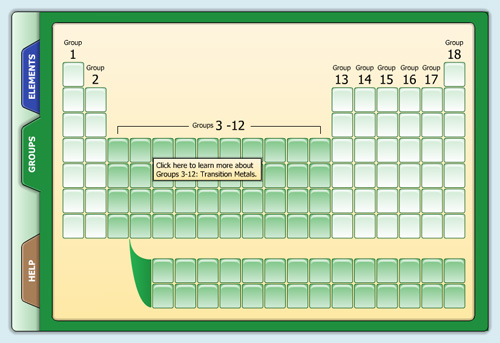 ELEMENTS
GROUPS
HELP
Group
1
Group
2
Groups 3 -12
Group
13
Group
14
Group
15
Group
16
Group
17
Group
18
Click here to learn more about
Groups 3-12: Transition Metals.